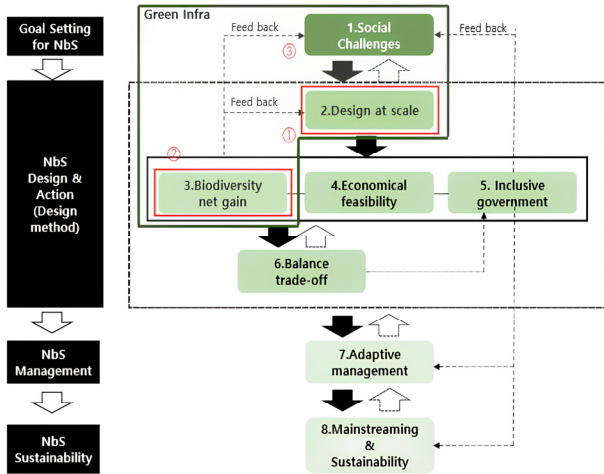 Goal Setting
for NbS
Green Infra
Feed back
③
1.Social
Challenges
Feed back
NbS
Design &
Action
(Design
method)
Feed back
①
2.Design at scale
②
3.Biodiversity
net gain
4.Economical
feasibility
5. Inclusive
government
6.Balance
trade-off
NbS
Management
7.Adaptive
management
NbS
Sustainability
8.Mainstreaming
&
Sustainability